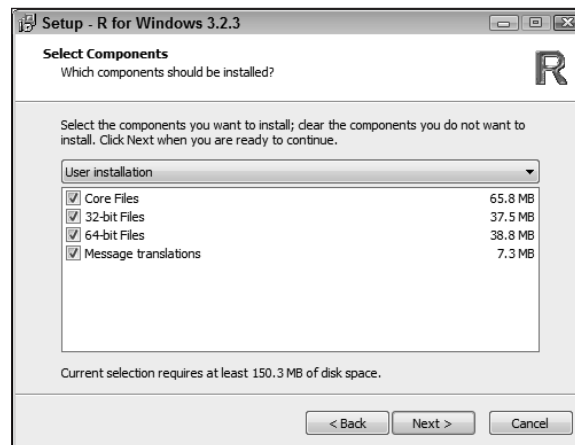 Setup - R for Windows 3.2.3
Select Components
Which components should be installed?
R
Select the components you want to install; clear the components you do not want to
install. Click Next when you are ready to continue.
User installation
Core Files 65.8 MB
32-bit Files 37.5 MB
64-bit Files 38.8 MB
Message translations 7.3 MB
Current selection requires at least 150.3 MB of disk space.
< Back Next > Cancel